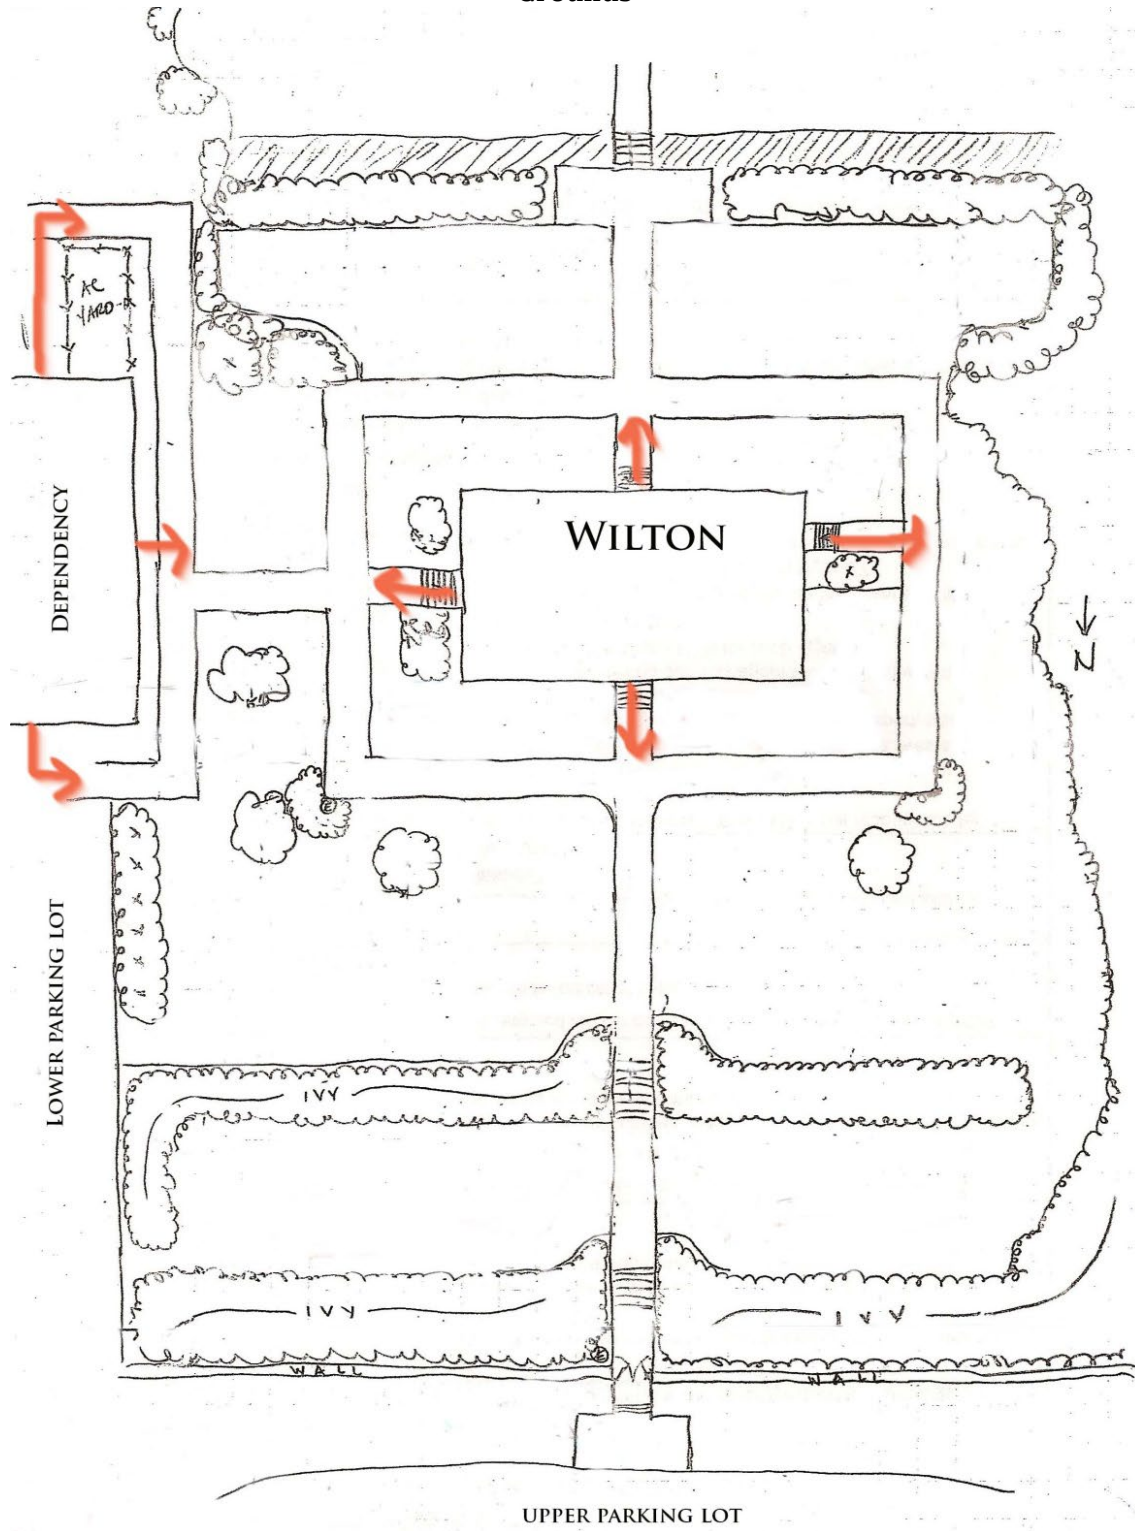 Grounds
AC
YARD
WILTON
DEPENDENCY
N
LOWER PARKING LOT
IVY
IVY
IVY
WALL
WALL
UPPER PARKING LOT